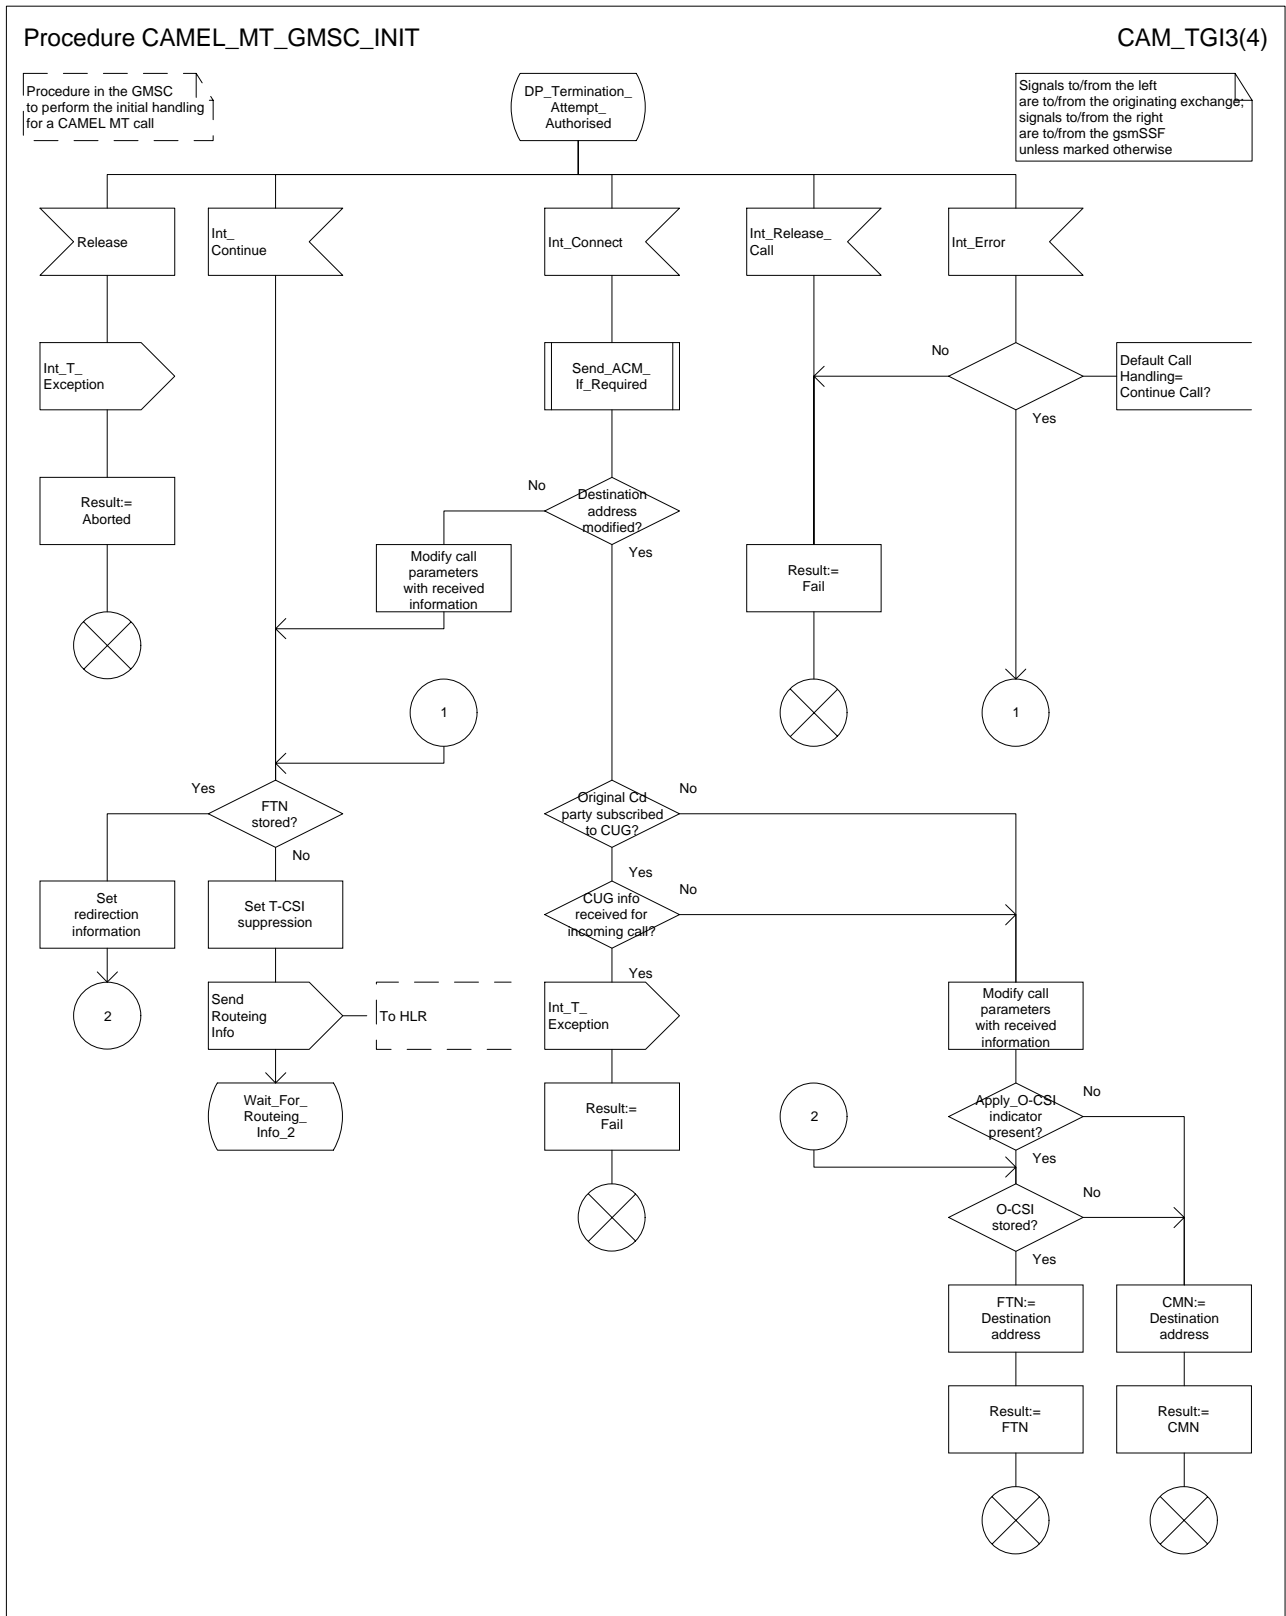 Procedure CAMEL_MT_GMSC_INIT
CAM_TGI3(4)
Procedure in the GMSC
to perform the initial handling
for a CAMEL MT call
DP_Termination_
Attempt_
Authorised
Signals to/from the left
are to/from the originating exchange;
signals to/from the right
are to/from the gsmSSF
unless marked otherwise
Release
Int_
Continue
Int_Connect
Int_Release_
Call
Int_Error
Int_T_
Exception
Send_ACM_
If_Required
No
Default Call
Handling=
Continue Call?
Yes
Result:=
Aborted
No
Destination
address
modified?
Yes
Modify call
parameters
with received
information
Result:=
Fail
1
1
Yes
FTN
stored?
No
Original Cd
party subscribed
to CUG?
No
Yes
Set
redirection
information
Set T-CSI
suppression
CUG info
received for
incoming call?
No
Yes
2
Send
Routeing
Info
To HLR
Int_T_
Exception
Modify call
parameters
with received
information
Wait_For_
Routeing_
Info_2
Result:=
Fail
2
Apply_O-CSI
indicator
present?
No
Yes
O-CSI
stored?
No
Yes
FTN:=
Destination
address
CMN:=
Destination
address
Result:=
FTN
Result:=
CMN